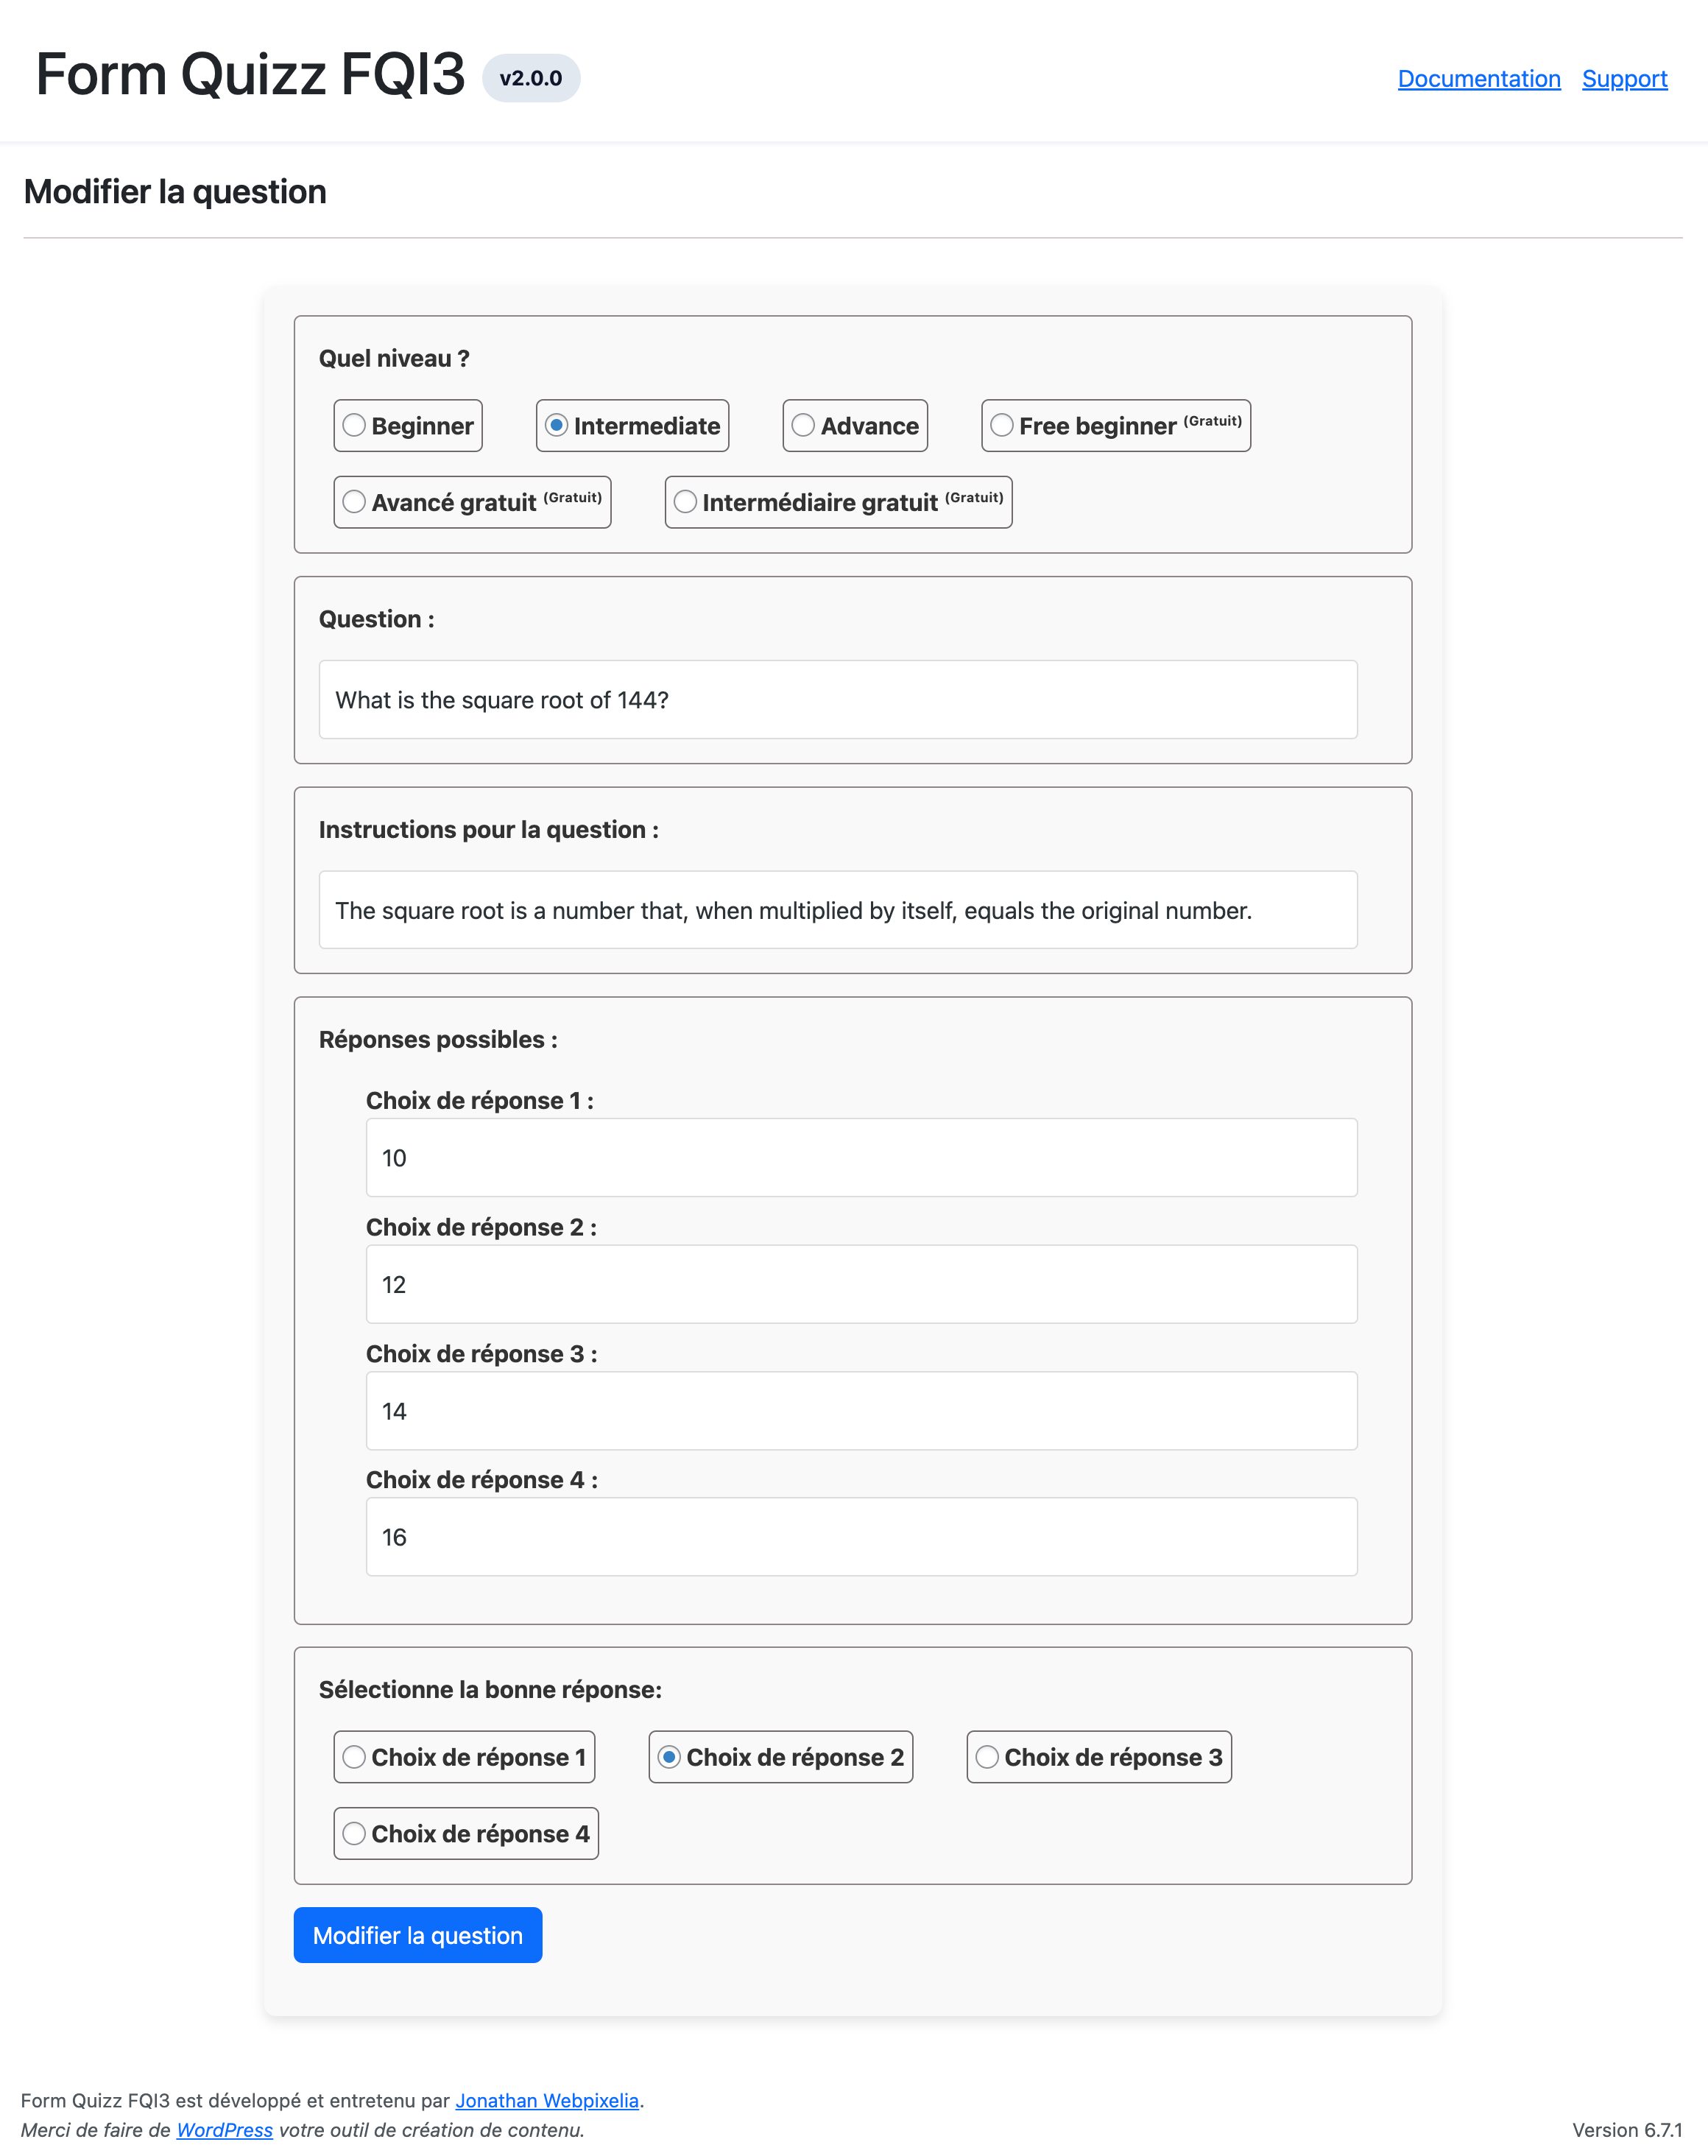 Form Quizz FQI3 v2.0.0
Documentation Support
Modifier la question
Quel niveau ?
Beginner Intermediate Advance Free beginner (Gratuit)
Avancé gratuit (Gratuit) Intermédiaire gratuit (Gratuit)
Question :
What is the square root of 144?
Instructions pour la question :
The square root is a number that, when multiplied by itself, equals the original number.
Réponses possibles :
Choix de réponse 1 :
10
Choix de réponse 2 :
12
Choix de réponse 3 :
14
Choix de réponse 4 :
16
Sélectionne la bonne réponse:
Choix de réponse 1 Choix de réponse 2 Choix de réponse 3
Choix de réponse 4
Modifier la question
Form Quizz FQI3 est développé et entretenu par Jonathan Webpixelia.
Merci de faire de WordPress votre outil de création de contenu. Version 6.7.1